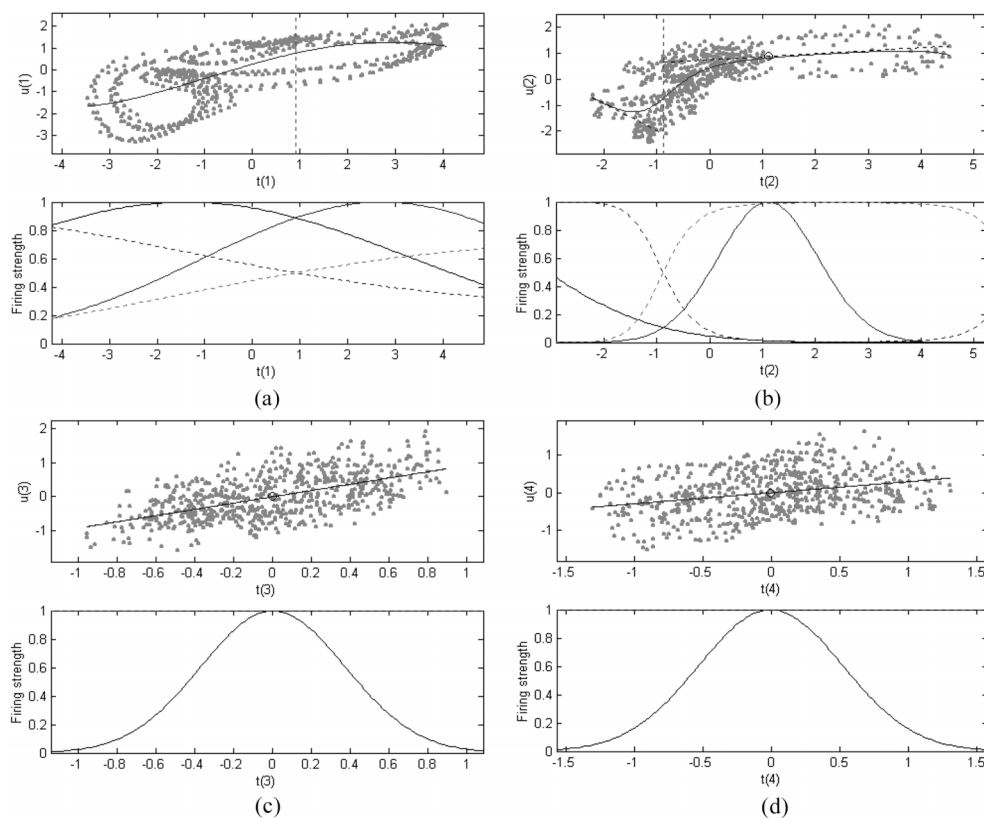 2
1
0
-1
-2
-3
u(1)
-4 -3 -2 -1 0 1 2 3 4
t(1)
1
0.8
0.6
0.4
0.2
0
Firing strength
-4 -3 -2 -1 0 1 2 3 4
t(1)
(a)
2
1
0
-1
-2
u(2)
-2 -1 0 1 2 3 4 5
t(2)
1
0.8
0.6
0.4
0.2
0
Firing strength
-2 -1 0 1 2 3 4 5
t(2)
(b)
2
1
0
-1
u(3)
-1 -0.8 -0.6 -0.4 -0.2 0 0.2 0.4 0.6 0.8 1
t(3)
1
0.8
0.6
0.4
0.2
0
Firing strength
-1 -0.8 -0.6 -0.4 -0.2 0 0.2 0.4 0.6 0.8 1
t(3)
(c)
1
0
-1
u(4)
-1.5 -1 -0.5 0 0.5 1 1.5
t(4)
1
0.8
0.6
0.4
0.2
0
Firing strength
-1.5 -1 -0.5 0 0.5 1 1.5
t(4)
(d)